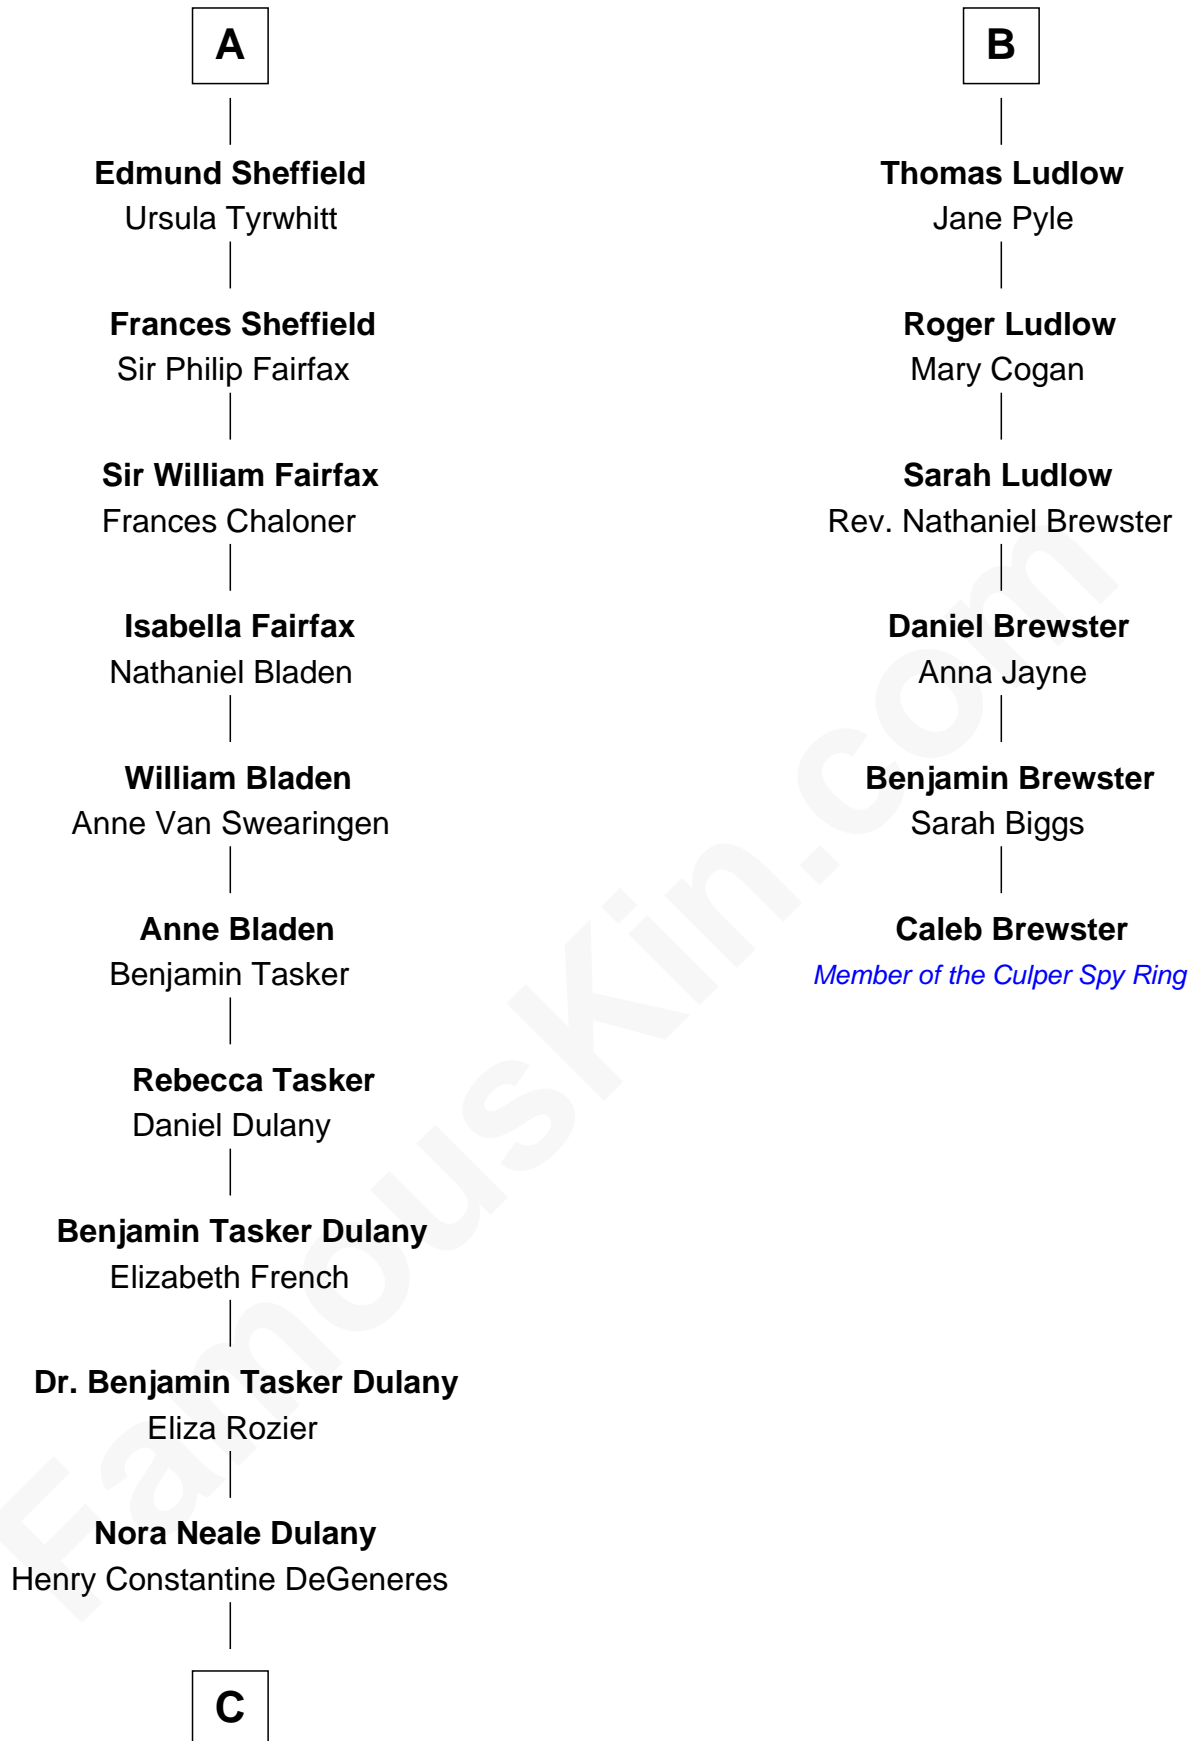 A
Edmund Sheffield
Ursula Tyrwhitt
Frances Sheffield
Sir Philip Fairfax
Sir William Fairfax
Frances Chaloner
Isabella Fairfax
Nathaniel Bladen
William Bladen
Anne Van Swearingen
Anne Bladen
Benjamin Tasker
Rebecca Tasker
Daniel Dulany
Benjamin Tasker Dulany
Elizabeth French
Dr. Benjamin Tasker Dulany
Eliza Rozier
Nora Neale Dulany
Henry Constantine DeGeneres
C
B
Thomas Ludlow
Jane Pyle
Roger Ludlow
Mary Cogan
Sarah Ludlow
Rev. Nathaniel Brewster
Daniel Brewster
Anna Jayne
Benjamin Brewster
Sarah Biggs
Caleb Brewster
Member of the Culper Spy Ring
FamousKin.com